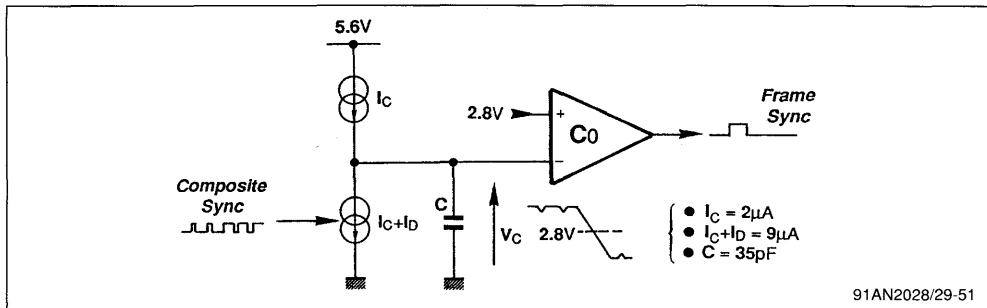 5.6V
IC
2.8V
+
C0
−
Frame
Sync
Composite
Sync
IC+ID
C
VC
2.8V
● IC = 2µA
● IC+ID = 9µA
● C = 35pF
91AN2028/29-51